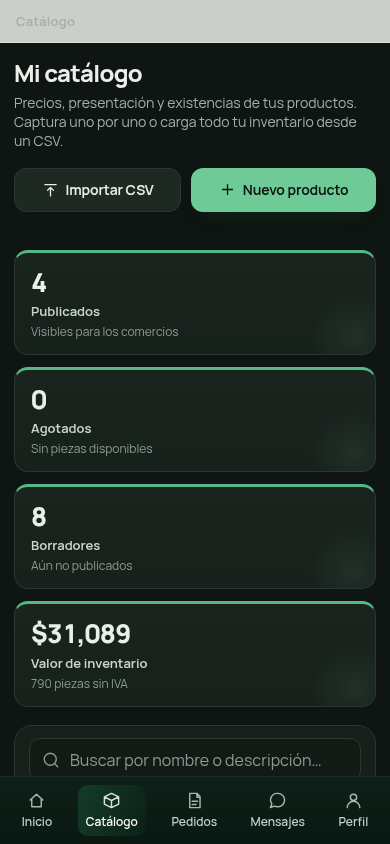 Catálogo
Mi catálogo
Precios, presentación y existencias de tus productos.
Captura uno por uno o carga todo tu inventario desde
un CSV.
Importar CSV
Nuevo producto
4
Publicados
Visibles para los comercios
0
Agotados
Sin piezas disponibles
8
Borradores
Aún no publicados
$31,089
Valor de inventario
790 piezas sin IVA
Buscar por nombre o descripción...
Inicio
Catálogo
Pedidos
Mensajes
Perfil